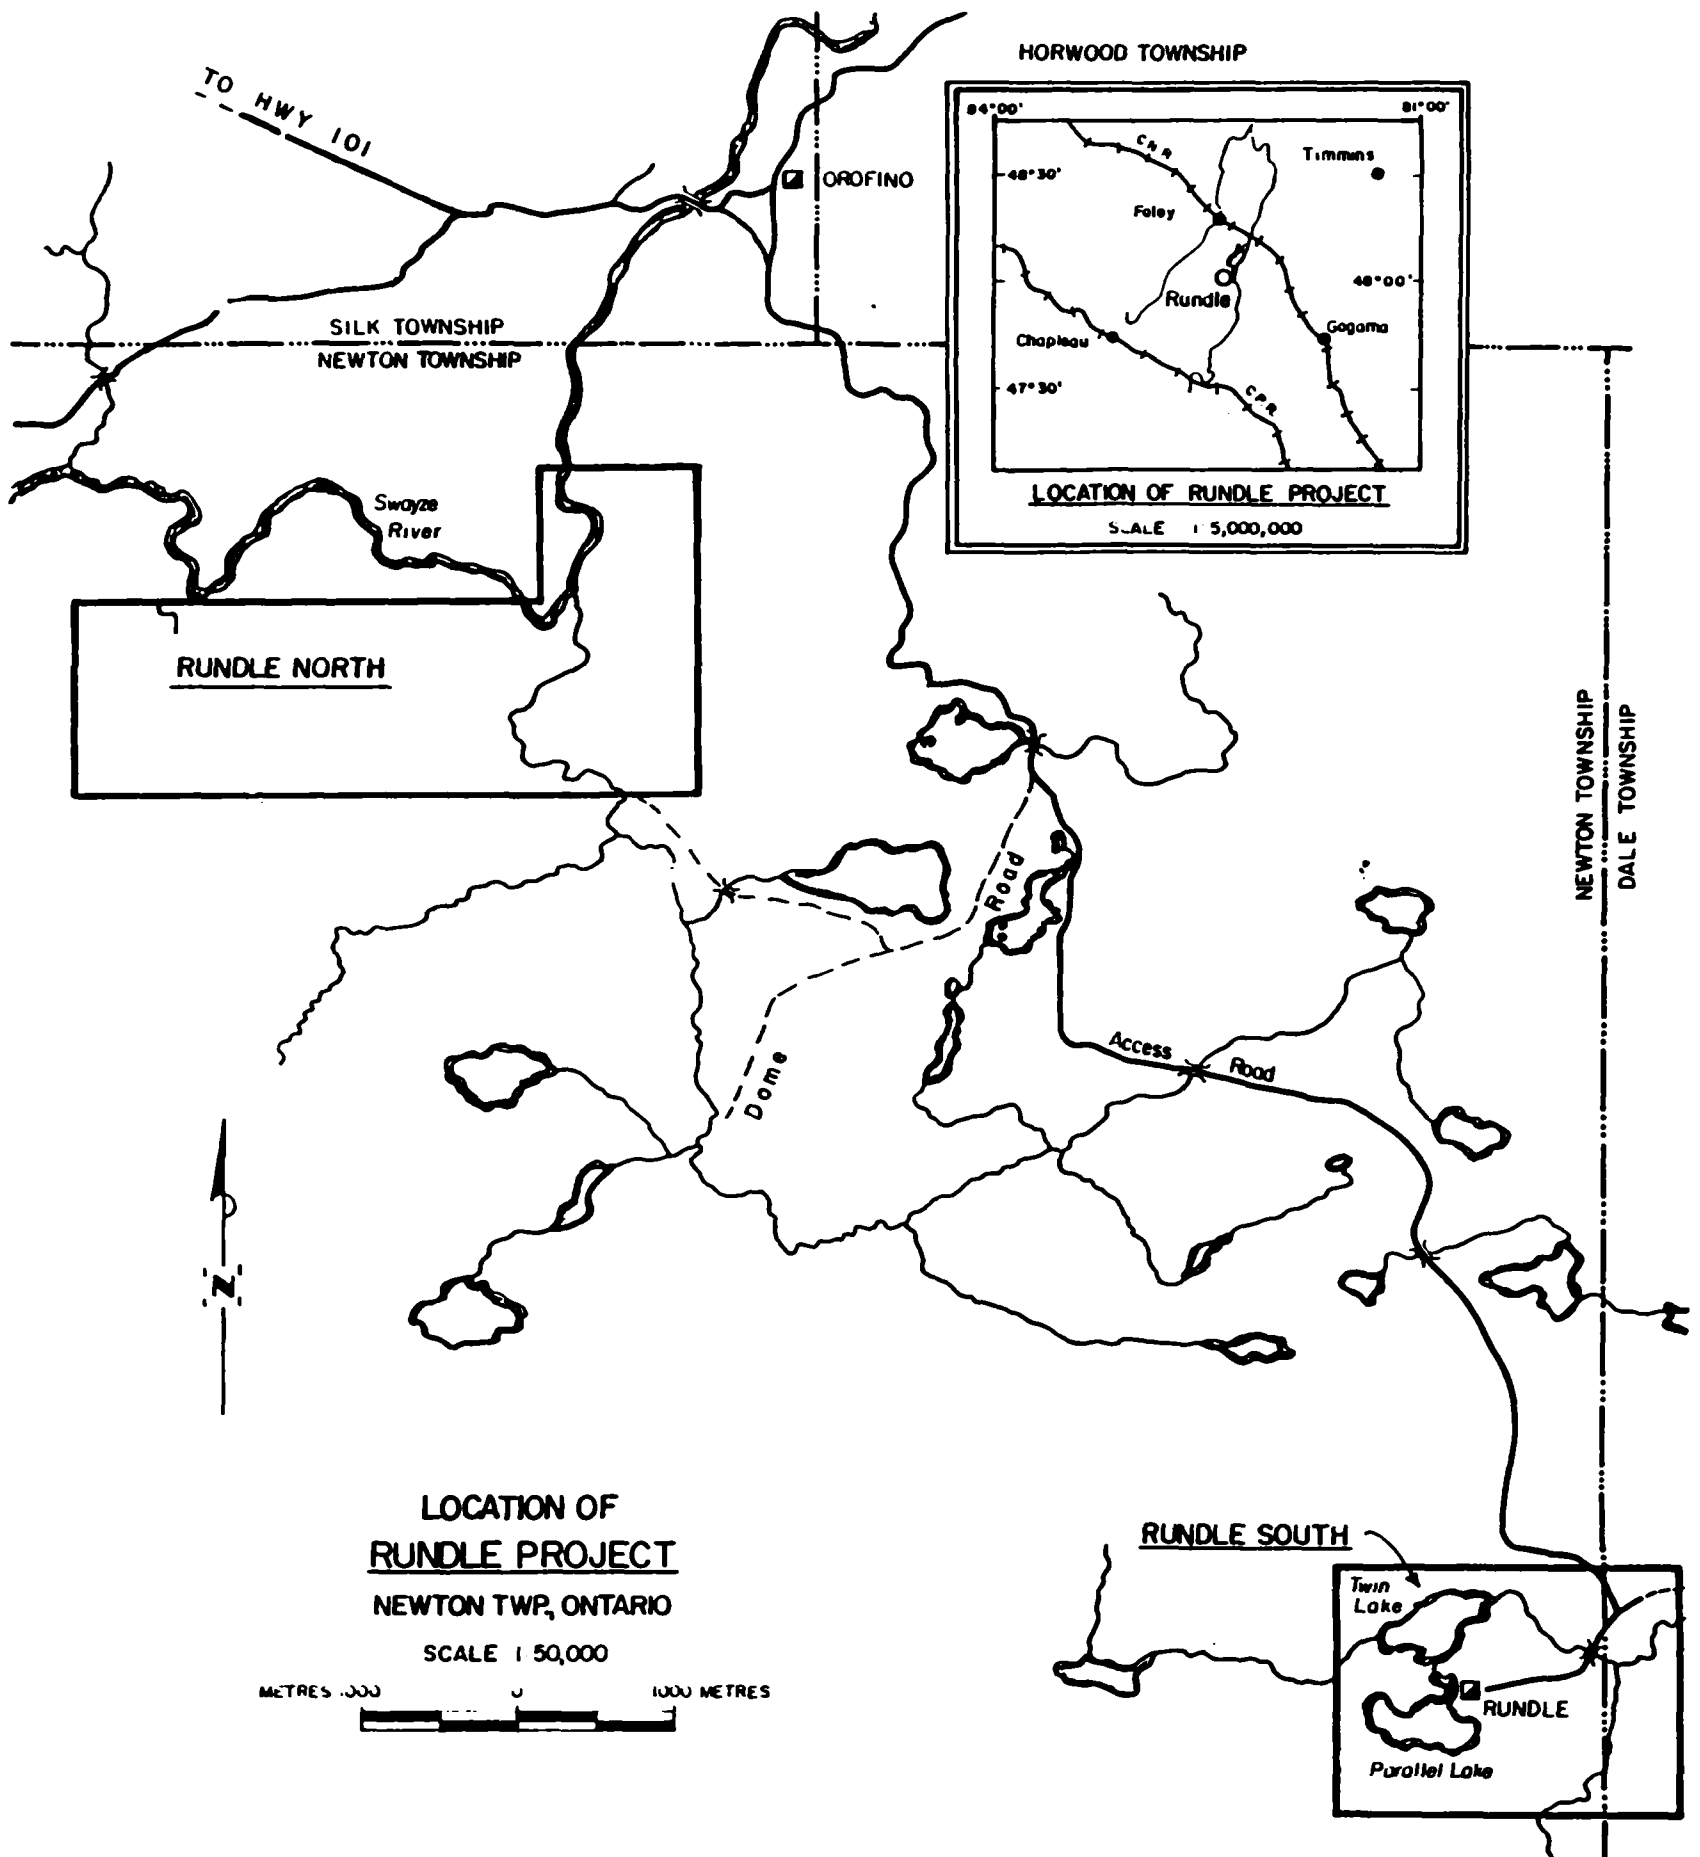 TO HWY 101
HORWOOD TOWNSHIP
84°00'
81°00'
C N R
Timmins
48°30'
Foley
48°00'
Rundle
Gogama
Chapleau
47°30'
C.P.R.
LOCATION OF RUNDLE PROJECT
SCALE 1 5,000,000
OROFINO
SILK TOWNSHIP
NEWTON TOWNSHIP
Swayze
River
RUNDLE NORTH
NEWTON TOWNSHIP
DALE TOWNSHIP
Dome Road
Access Road
N
LOCATION OF
RUNDLE PROJECT
NEWTON TWP., ONTARIO
SCALE 1 50,000
METRES 1000 0 1000 METRES
RUNDLE SOUTH
Twin
Lake
RUNDLE
Parallel Lake